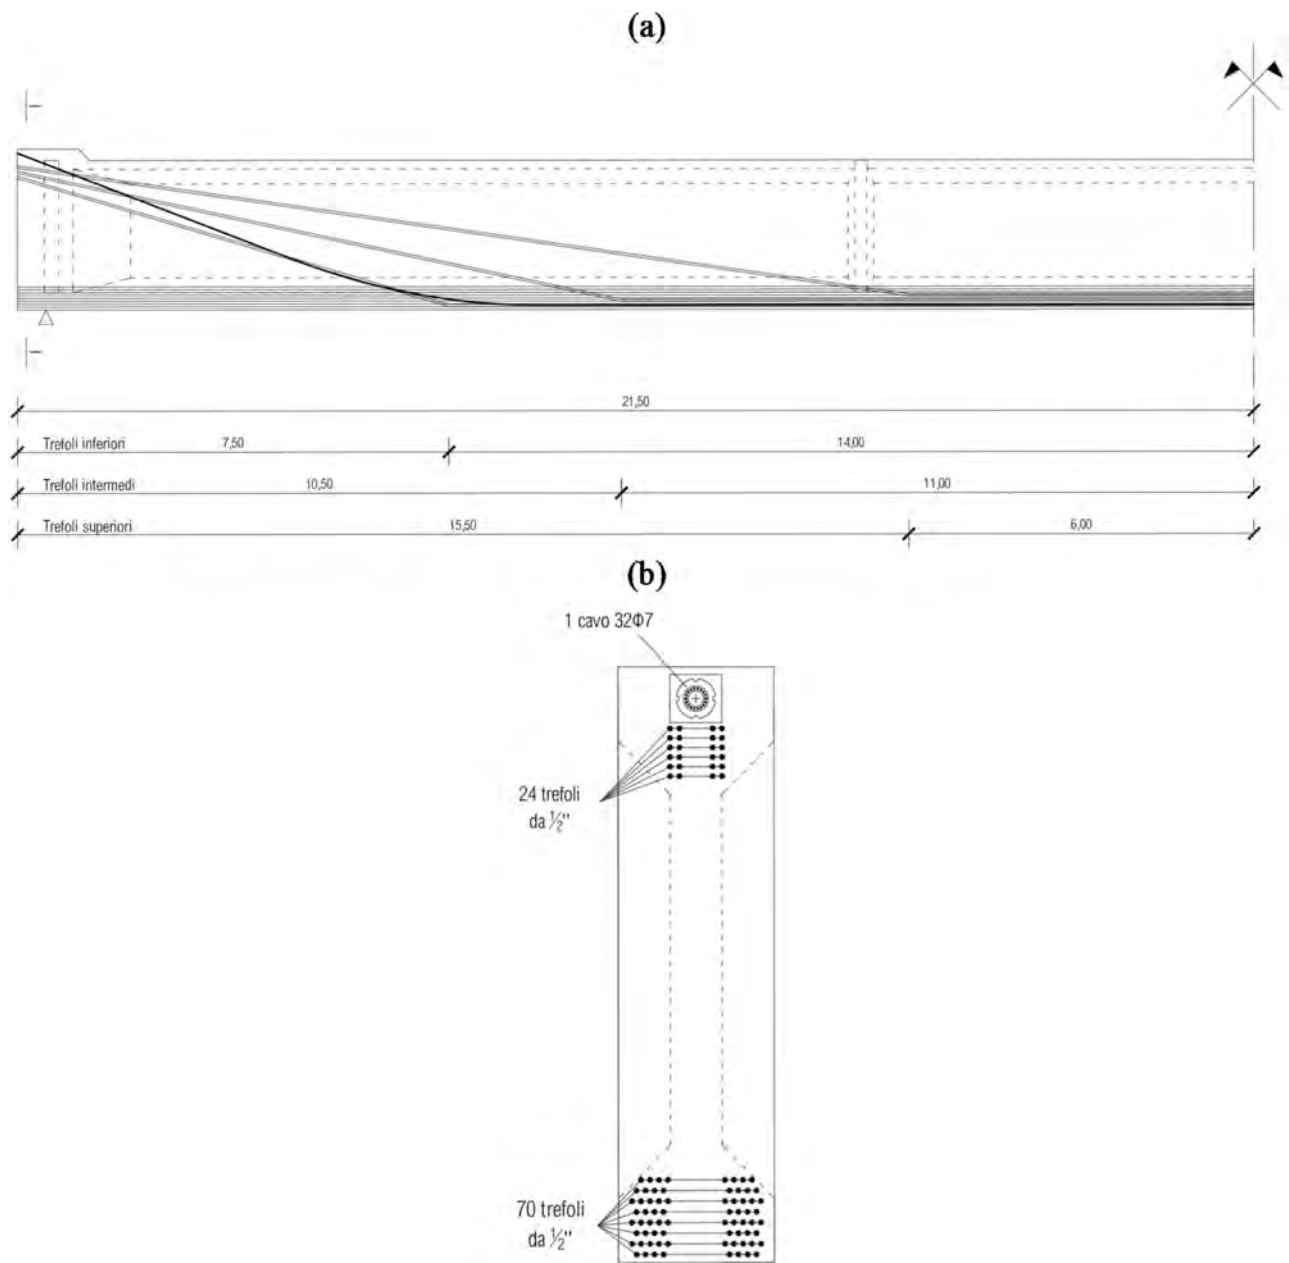 (a)
21,50
Trefoli inferiori
7,50
14,00
Trefoli intermedi
10,50
11,00
Trefoli superiori
15,50
6,00
(b)
1 cavo 32Φ7
24 trefoli
da ½"
70 trefoli
da ½"